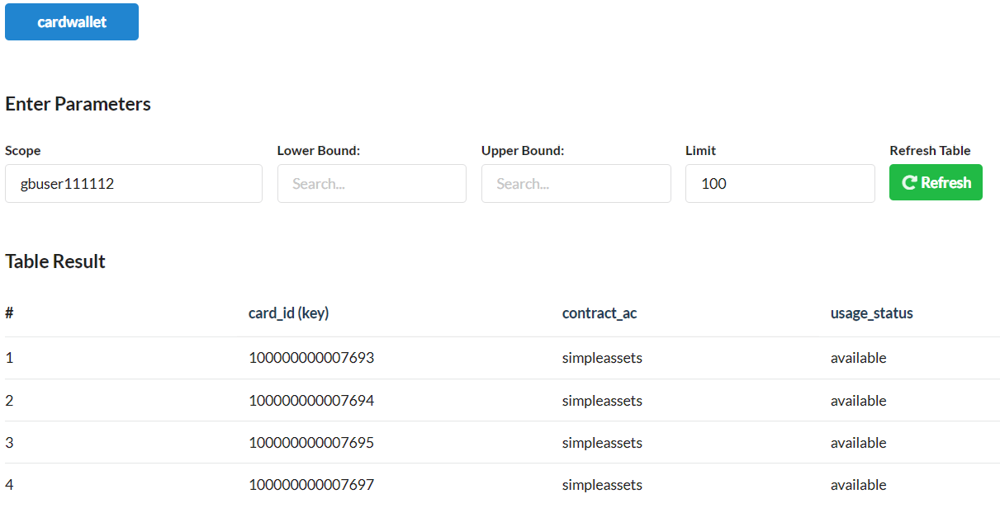 cardwallet
Enter Parameters
Scope Lower Bound: Upper Bound: Limit Refresh Table
gbuser111112 Search... Search... 100 Refresh
Table Result
# card_id (key) contract_ac usage_status
1 100000000007693 simpleassets available
2 100000000007694 simpleassets available
3 100000000007695 simpleassets available
4 100000000007697 simpleassets available